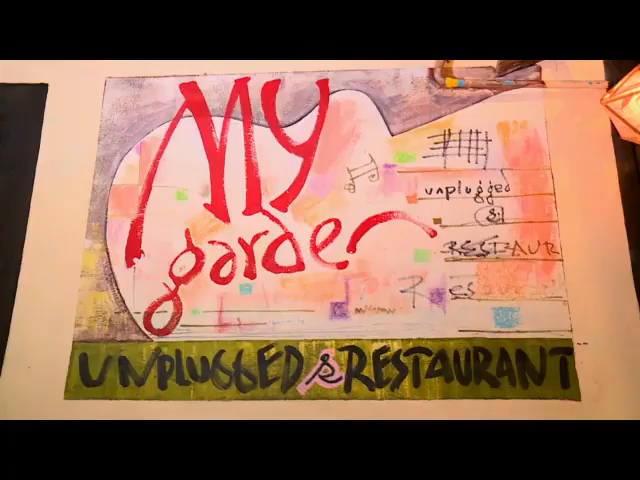 My
garden
unplugged
&
RESTAUR
UNPLUGGED & RESTAURANT